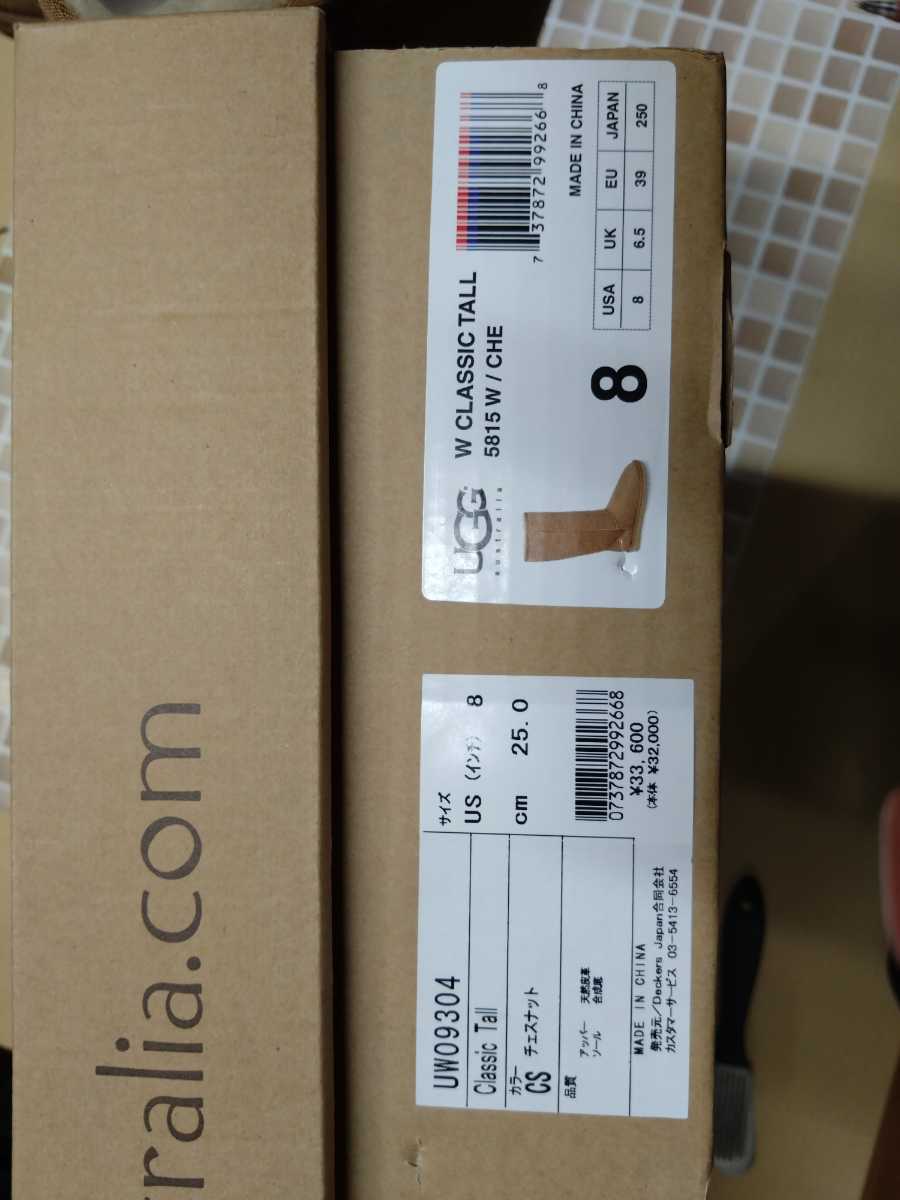 ralia.com
UGG
australia
W CLASSIC TALL
5815 W / CHE
7 37872 99266 8
MADE IN CHINA
8
USA UK EU JAPAN
8 6.5 39 250
UW09304
Classic Tall
カラー
CS チェスナット
品質
アッパー 天然皮革
ソール 合成底
MADE IN CHINA
発売元/Deckers Japan合同会社
カスタマーサービス 03-5413-6554
サイズ
US (インチ) 8
cm 25.0
0737872992668
¥33,600
(本体 ¥32,000)